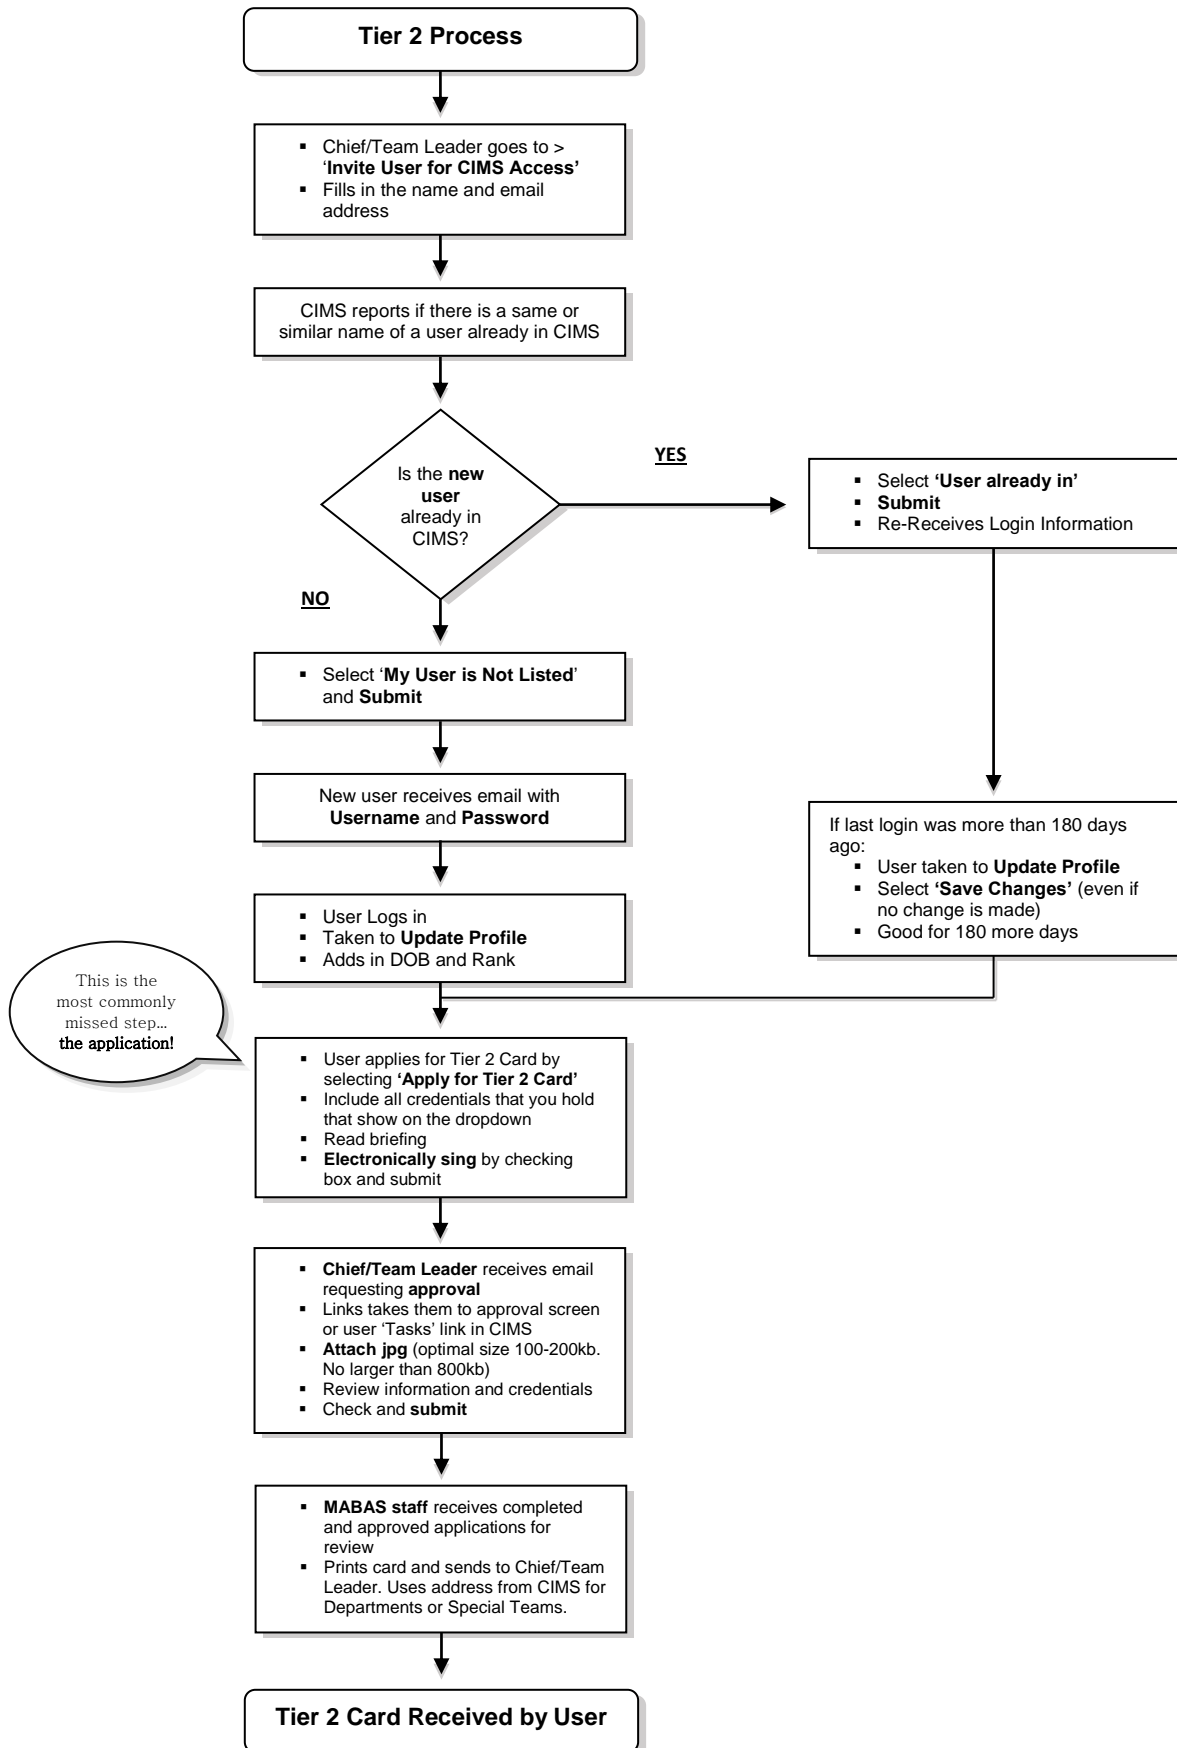 Tier 2 Process
▪ Chief/Team Leader goes to >
‘Invite User for CIMS Access’
▪ Fills in the name and email
address
CIMS reports if there is a same or
similar name of a user already in CIMS
Is the new
user
already in
CIMS?
YES
▪ Select ‘User already in’
▪ Submit
▪ Re-Receives Login Information
NO
▪ Select ‘My User is Not Listed’
and Submit
New user receives email with
Username and Password
If last login was more than 180 days
ago:
▪ User taken to Update Profile
▪ Select ‘Save Changes’ (even if
no change is made)
▪ Good for 180 more days
▪ User Logs in
▪ Taken to Update Profile
▪ Adds in DOB and Rank
This is the
most commonly
missed step...
the application!
▪ User applies for Tier 2 Card by
selecting ‘Apply for Tier 2 Card’
▪ Include all credentials that you hold
that show on the dropdown
▪ Read briefing
▪ Electronically sing by checking
box and submit
▪ Chief/Team Leader receives email
requesting approval
▪ Links takes them to approval screen
or user ‘Tasks’ link in CIMS
▪ Attach jpg (optimal size 100-200kb.
No larger than 800kb)
▪ Review information and credentials
▪ Check and submit
▪ MABAS staff receives completed
and approved applications for
review
▪ Prints card and sends to Chief/Team
Leader. Uses address from CIMS for
Departments or Special Teams.
Tier 2 Card Received by User